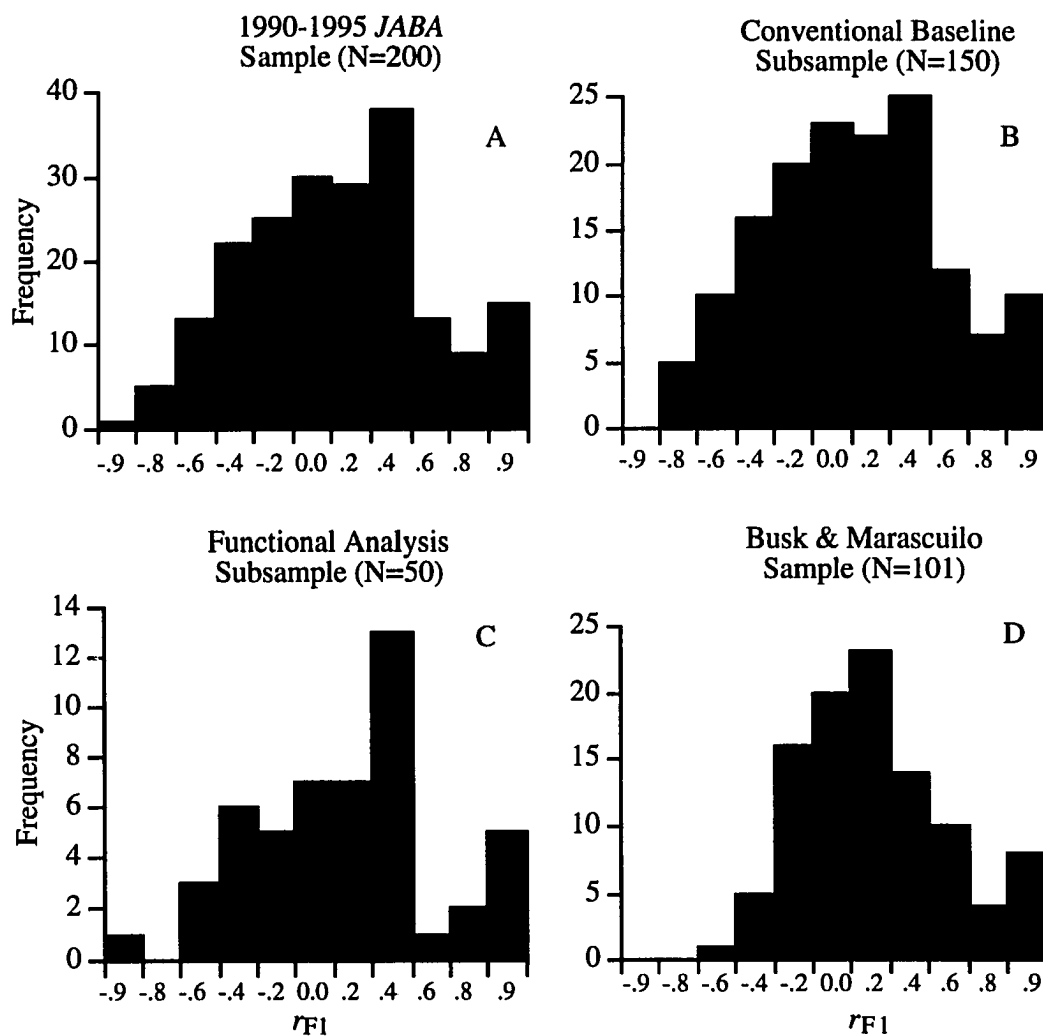 1990-1995 JABA
Sample (N=200)
Conventional Baseline
Subsample (N=150)
A
B
40
30
20
10
0
Frequency
25
20
15
10
5
0
-.9 -.8 -.6 -.4 -.2 0.0 .2 .4 .6 .8 .9
-.9 -.8 -.6 -.4 -.2 0.0 .2 .4 .6 .8 .9
Functional Analysis
Subsample (N=50)
Busk & Marascuilo
Sample (N=101)
C
D
14
12
10
8
6
4
2
0
Frequency
25
20
15
10
5
0
-.9 -.8 -.6 -.4 -.2 0.0 .2 .4 .6 .8 .9
-.9 -.8 -.6 -.4 -.2 0.0 .2 .4 .6 .8 .9
rF1
rF1